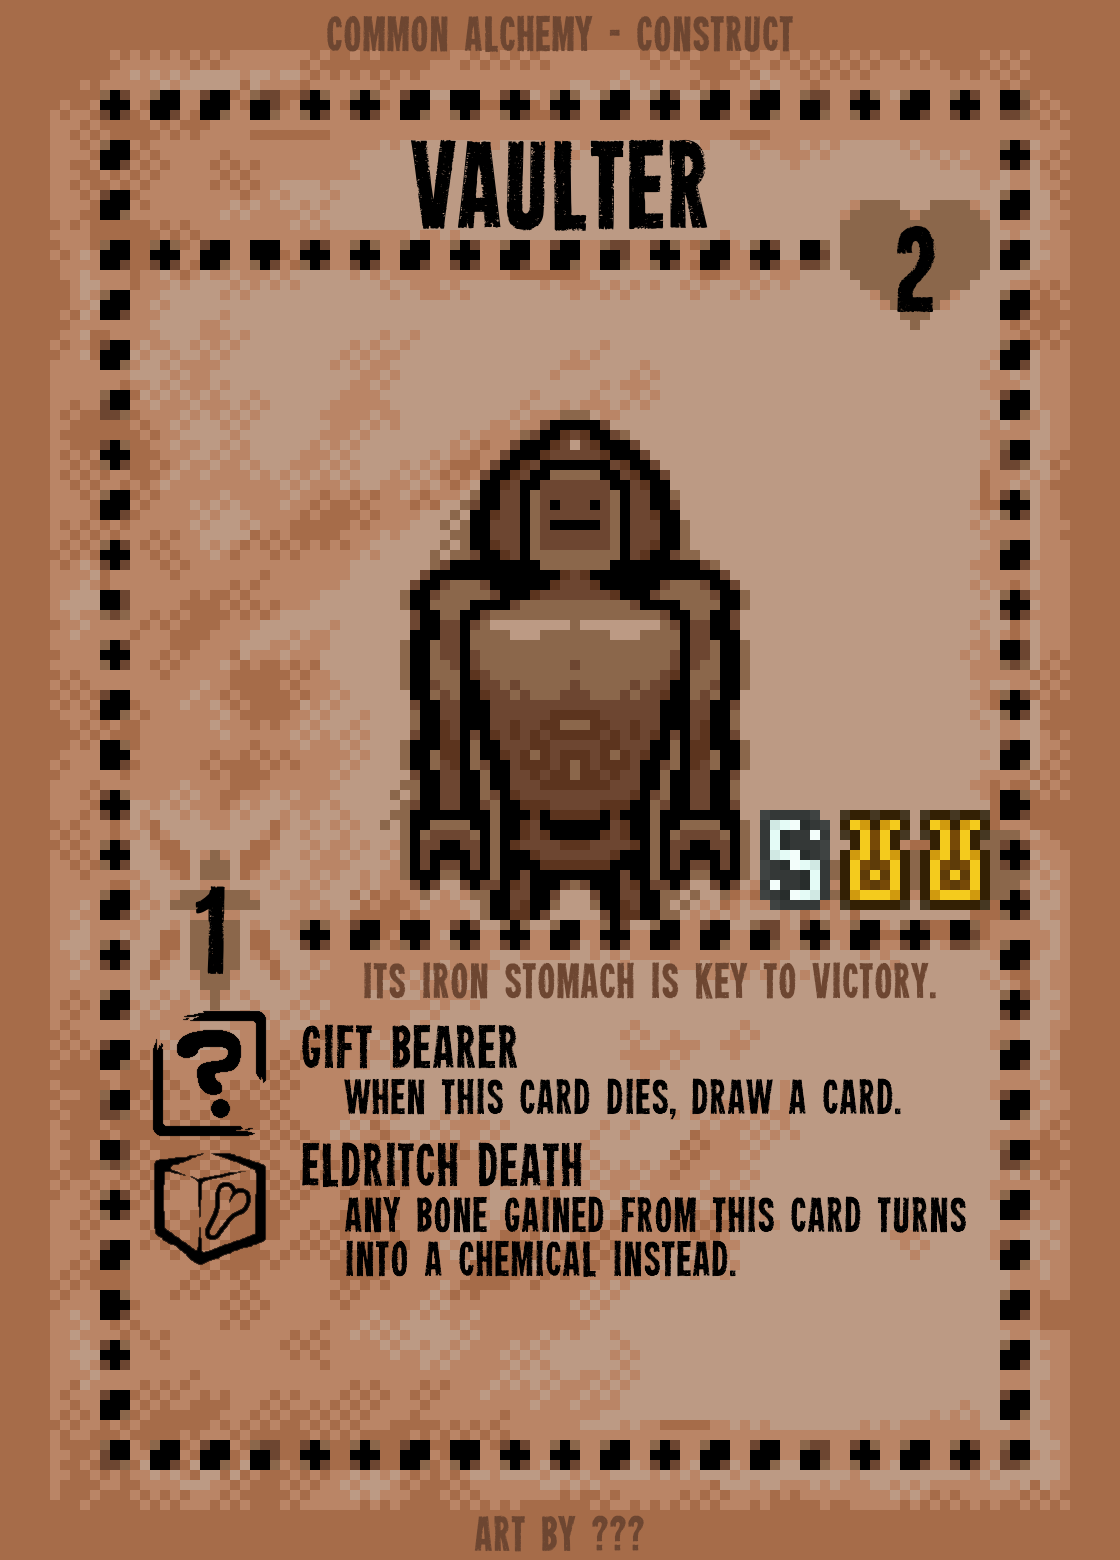 COMMON ALCHEMY - CONSTRUCT
VAULTER
2
S
1
ITS IRON STOMACH IS KEY TO VICTORY.
?
GIFT BEARER
WHEN THIS CARD DIES, DRAW A CARD.
ELDRITCH DEATH
ANY BONE GAINED FROM THIS CARD TURNS
INTO A CHEMICAL INSTEAD.
ART BY ???